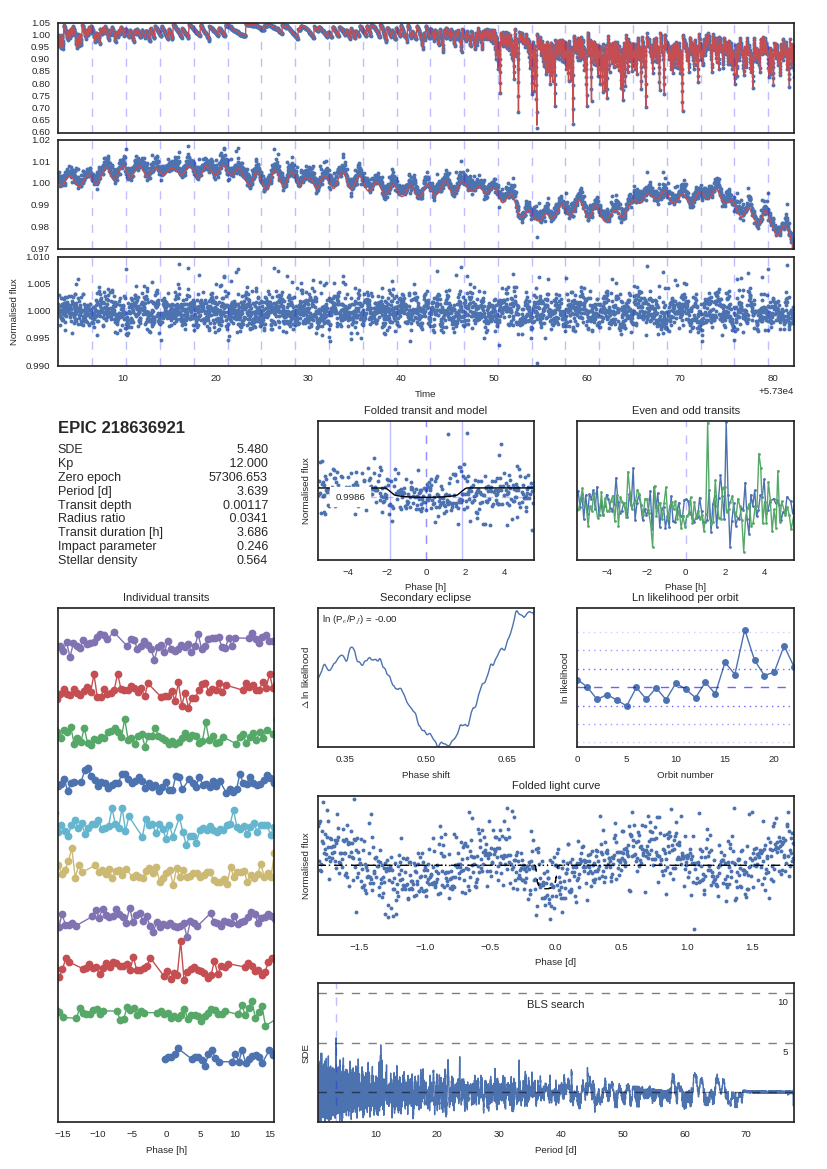 1.05
1.00
0.95
0.90
0.85
0.80
0.75
0.70
0.65
0.60
1.02
1.01
1.00
0.99
0.98
0.97
1.010
1.005
1.000
0.995
0.990
Normalised flux
10 20 30 40 50 60 70 80
Time
+5.73e4
EPIC 218636921
SDE 5.480
Kp 12.000
Zero epoch 57306.653
Period [d] 3.639
Transit depth 0.00117
Radius ratio 0.0341
Transit duration [h] 3.686
Impact parameter 0.246
Stellar density 0.564
Folded transit and model
Normalised flux
0.9986
−4 −2 0 2 4
Phase [h]
Even and odd transits
−4 −2 0 2 4
Phase [h]
Individual transits
−15 −10 −5 0 5 10 15
Phase [h]
Secondary eclipse
Δ ln likelihood
0.35 0.50 0.65
Phase shift
Ln likelihood per orbit
ln likelihood
0 5 10 15 20
Orbit number
Folded light curve
Normalised flux
−1.5 −1.0 −0.5 0.0 0.5 1.0 1.5
Phase [d]
BLS search
10
5
SDE
10 20 30 40 50 60 70
Period [d]